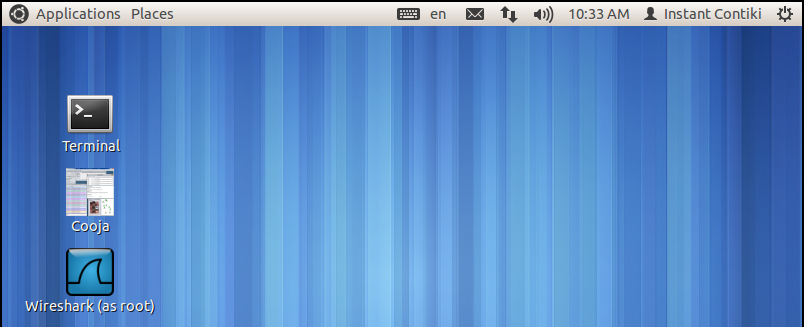 Applications Places en 10:33 AM Instant Contiki
Terminal
Cooja
Wireshark (as root)